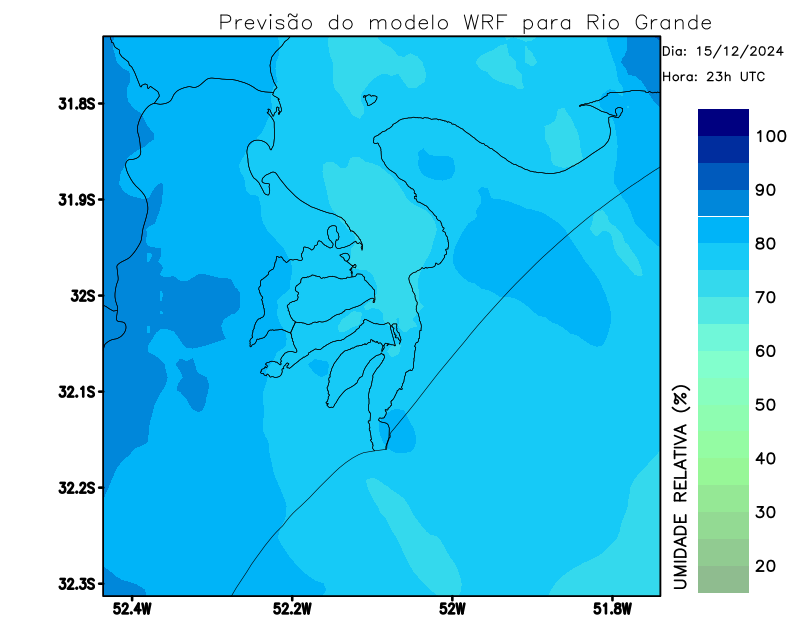 Previsão do modelo WRF para Rio Grande
Dia: 15/12/2024
Hora: 23h UTC
31.8S
31.9S
32S
32.1S
32.2S
32.3S
52.4W 52.2W 52W 51.8W
100
90
80
70
60
50
40
30
20
UMIDADE RELATIVA (%)